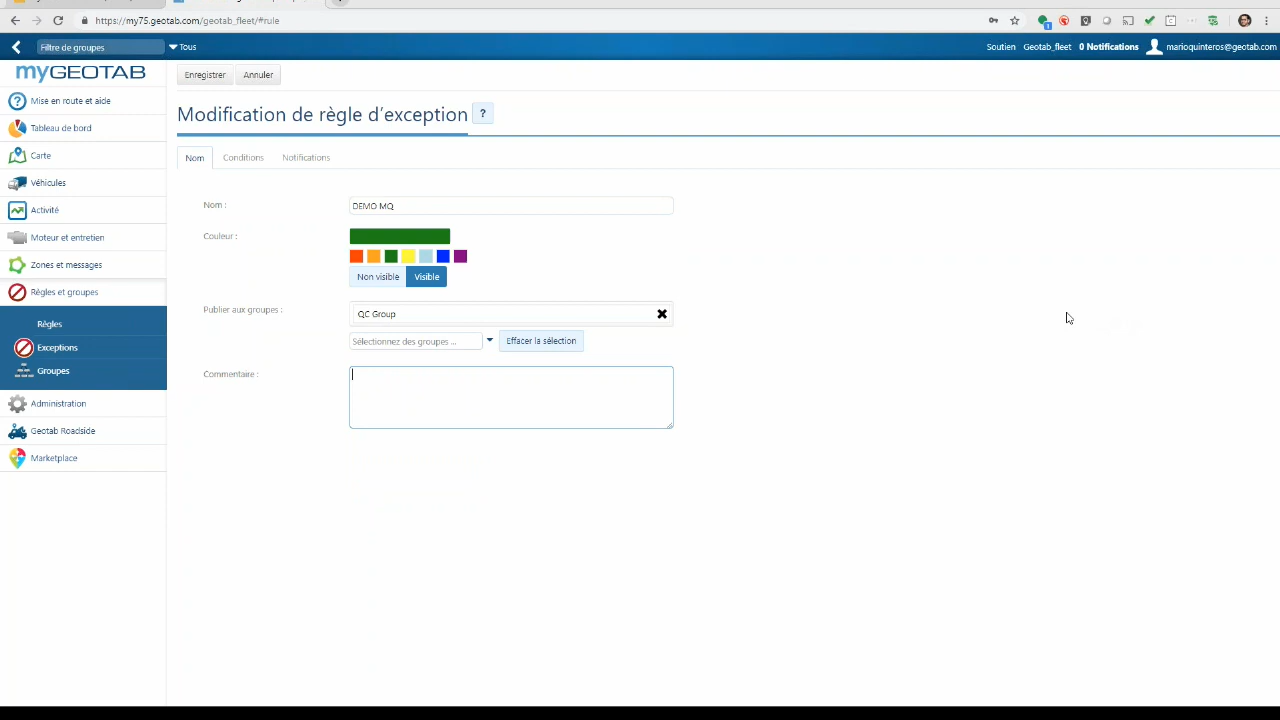 https://my75.geotab.com/geotab_fleet/#rule
Filtre de groupes
Tous
Soutien
Geotab_fleet
0 Notifications
marioquinteros@geotab.com
myGEOTAB
Enregistrer
Annuler
Mise en route et aide
Modification de règle d'exception
?
Tableau de bord
Carte
Nom
Conditions
Notifications
Véhicules
Activité
Nom :
DEMO MQ
Moteur et entretien
Couleur :
Zones et messages
Non visible
Visible
Règles et groupes
Publier aux groupes :
QC Group
Règles
Sélectionnez des groupes ...
Effacer la sélection
Exceptions
Groupes
Commentaire :
Administration
Geotab Roadside
Marketplace